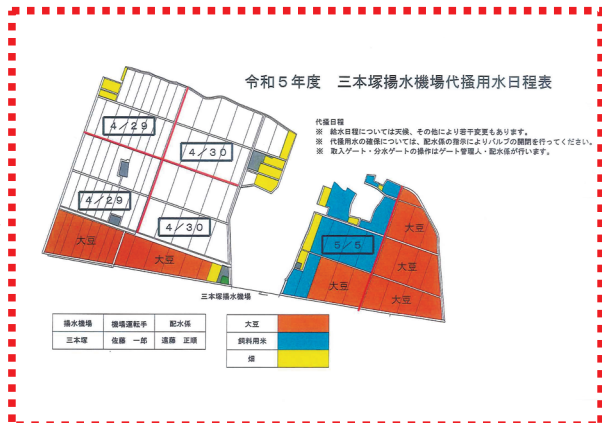 令和５年度　三本塚揚水機場代掻用水日程表
代掻日程
※　給水日程については天候、その他により若干変更もあります。
※　代掻用水の確保については、配水係の指示によりバルブの開閉を行ってください。
※　取入ゲート・分水ゲートの操作はゲート管理人・配水係が行います。
４／２９
４／３０
４／２９
４／３０
大豆
大豆
５／５
大豆
大豆
大豆
大豆
三本塚揚水機場
揚水機場　機場運転手　配水係
三本塚　佐藤　一郎　遠藤　正順
大豆
飼料用米
畑